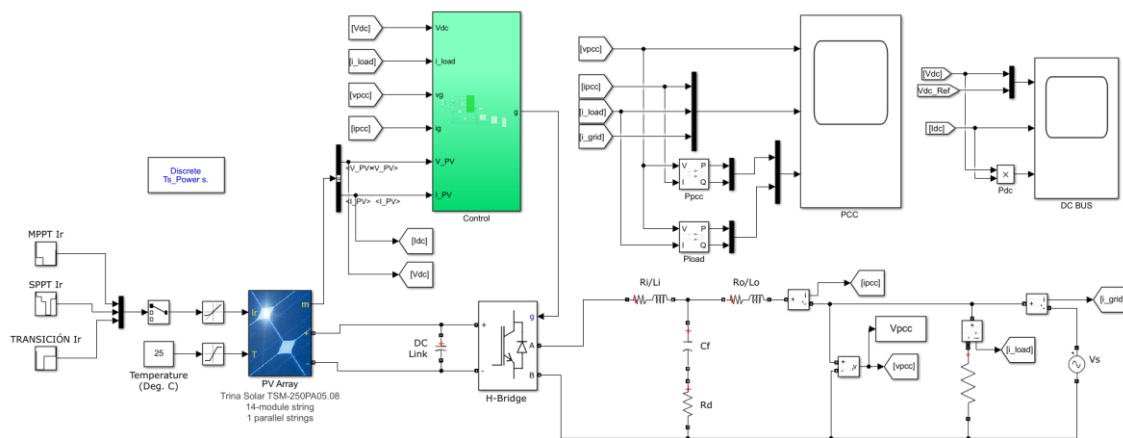 [Vdc]
[i_load]
[vpcc]
[ipcc]
Vdc
i_load
vg
ig
V_PV
I_PV
g
Control
<V_PV×V_PV>
<I_PV> <I_PV>
[Idc]
[Vdc]
Discrete
Ts_Power s.
[vpcc]
[ipcc]
[i_load]
[i_grid]
V P
I Q
Ppcc
V P
I Q
Pload
PCC
[Vdc]
Vdc_Ref
[Idc]
×
Pdc
DC BUS
MPPT Ir
SPPT Ir
TRANSICIÓN Ir
25
Temperature
(Deg. C)
Ir
T
m
+
-
PV Array
Trina Solar TSM-250PA05.08
14-module string
1 parallel strings
DC
Link
+
-
g
A
B
H-Bridge
Ri/Li
Cf
Rd
Ro/Lo
[ipcc]
Vpcc
[vpcc]
[i_load]
[i_grid]
Vs